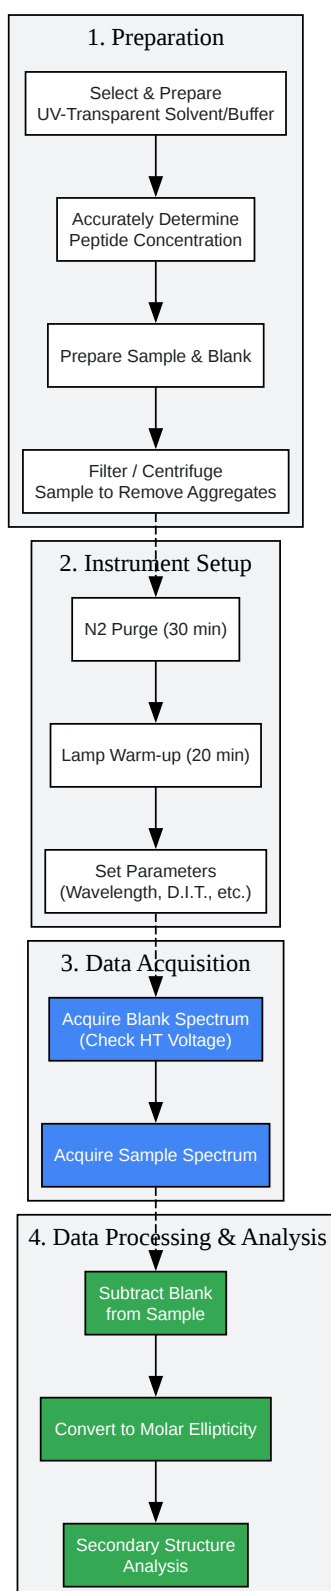 1. Preparation
Select & Prepare
UV-Transparent Solvent/Buffer
Accurately Determine
Peptide Concentration
Prepare Sample & Blank
Filter / Centrifuge
Sample to Remove Aggregates
2. Instrument Setup
N2 Purge (30 min)
Lamp Warm-up (20 min)
Set Parameters
(Wavelength, D.I.T., etc.)
3. Data Acquisition
Acquire Blank Spectrum
(Check HT Voltage)
Acquire Sample Spectrum
4. Data Processing & Analysis
Subtract Blank
from Sample
Convert to Molar Ellipticity
Secondary Structure
Analysis